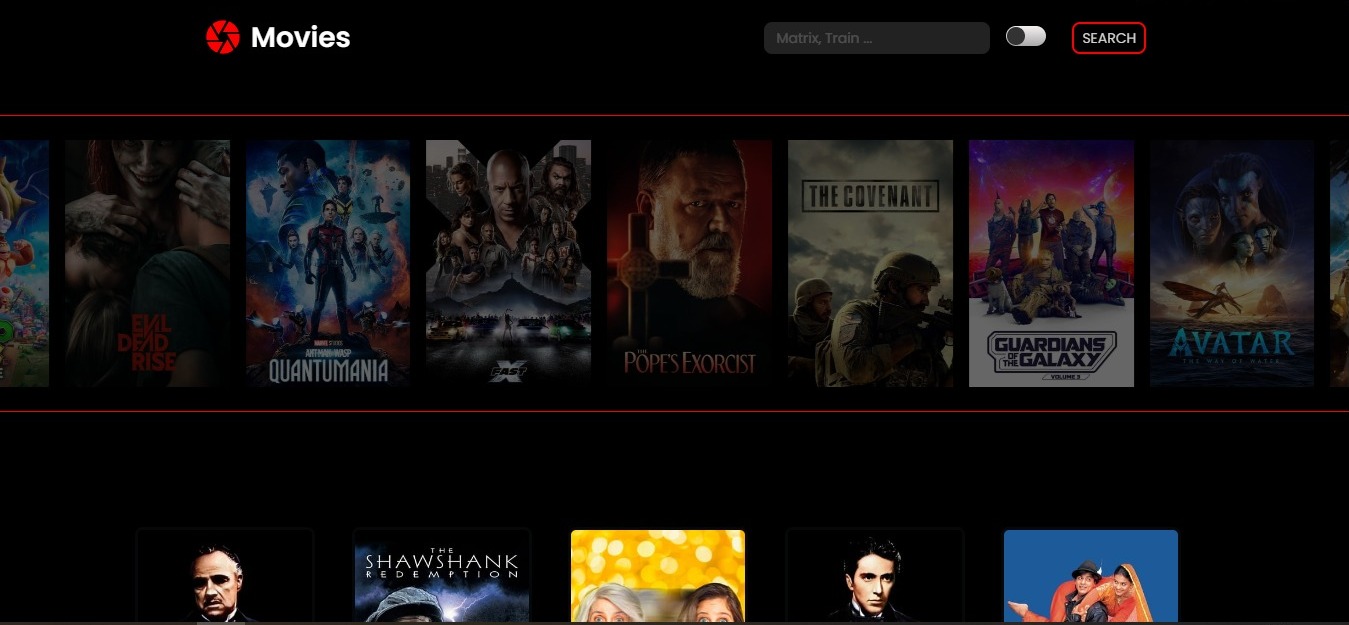 Movies
Matrix, Train ...
SEARCH
EVIL
DEAD
RISE
MARVEL STUDIOS
ANT-MAN AND THE WASP
QUANTUMANIA
FAST
X
THE
POPE'S EXORCIST
THE COVENANT
GUARDIANS
OF THE GALAXY
VOLUME 3
AVATAR
THE WAY OF WATER
THE
SHAWSHANK
REDEMPTION